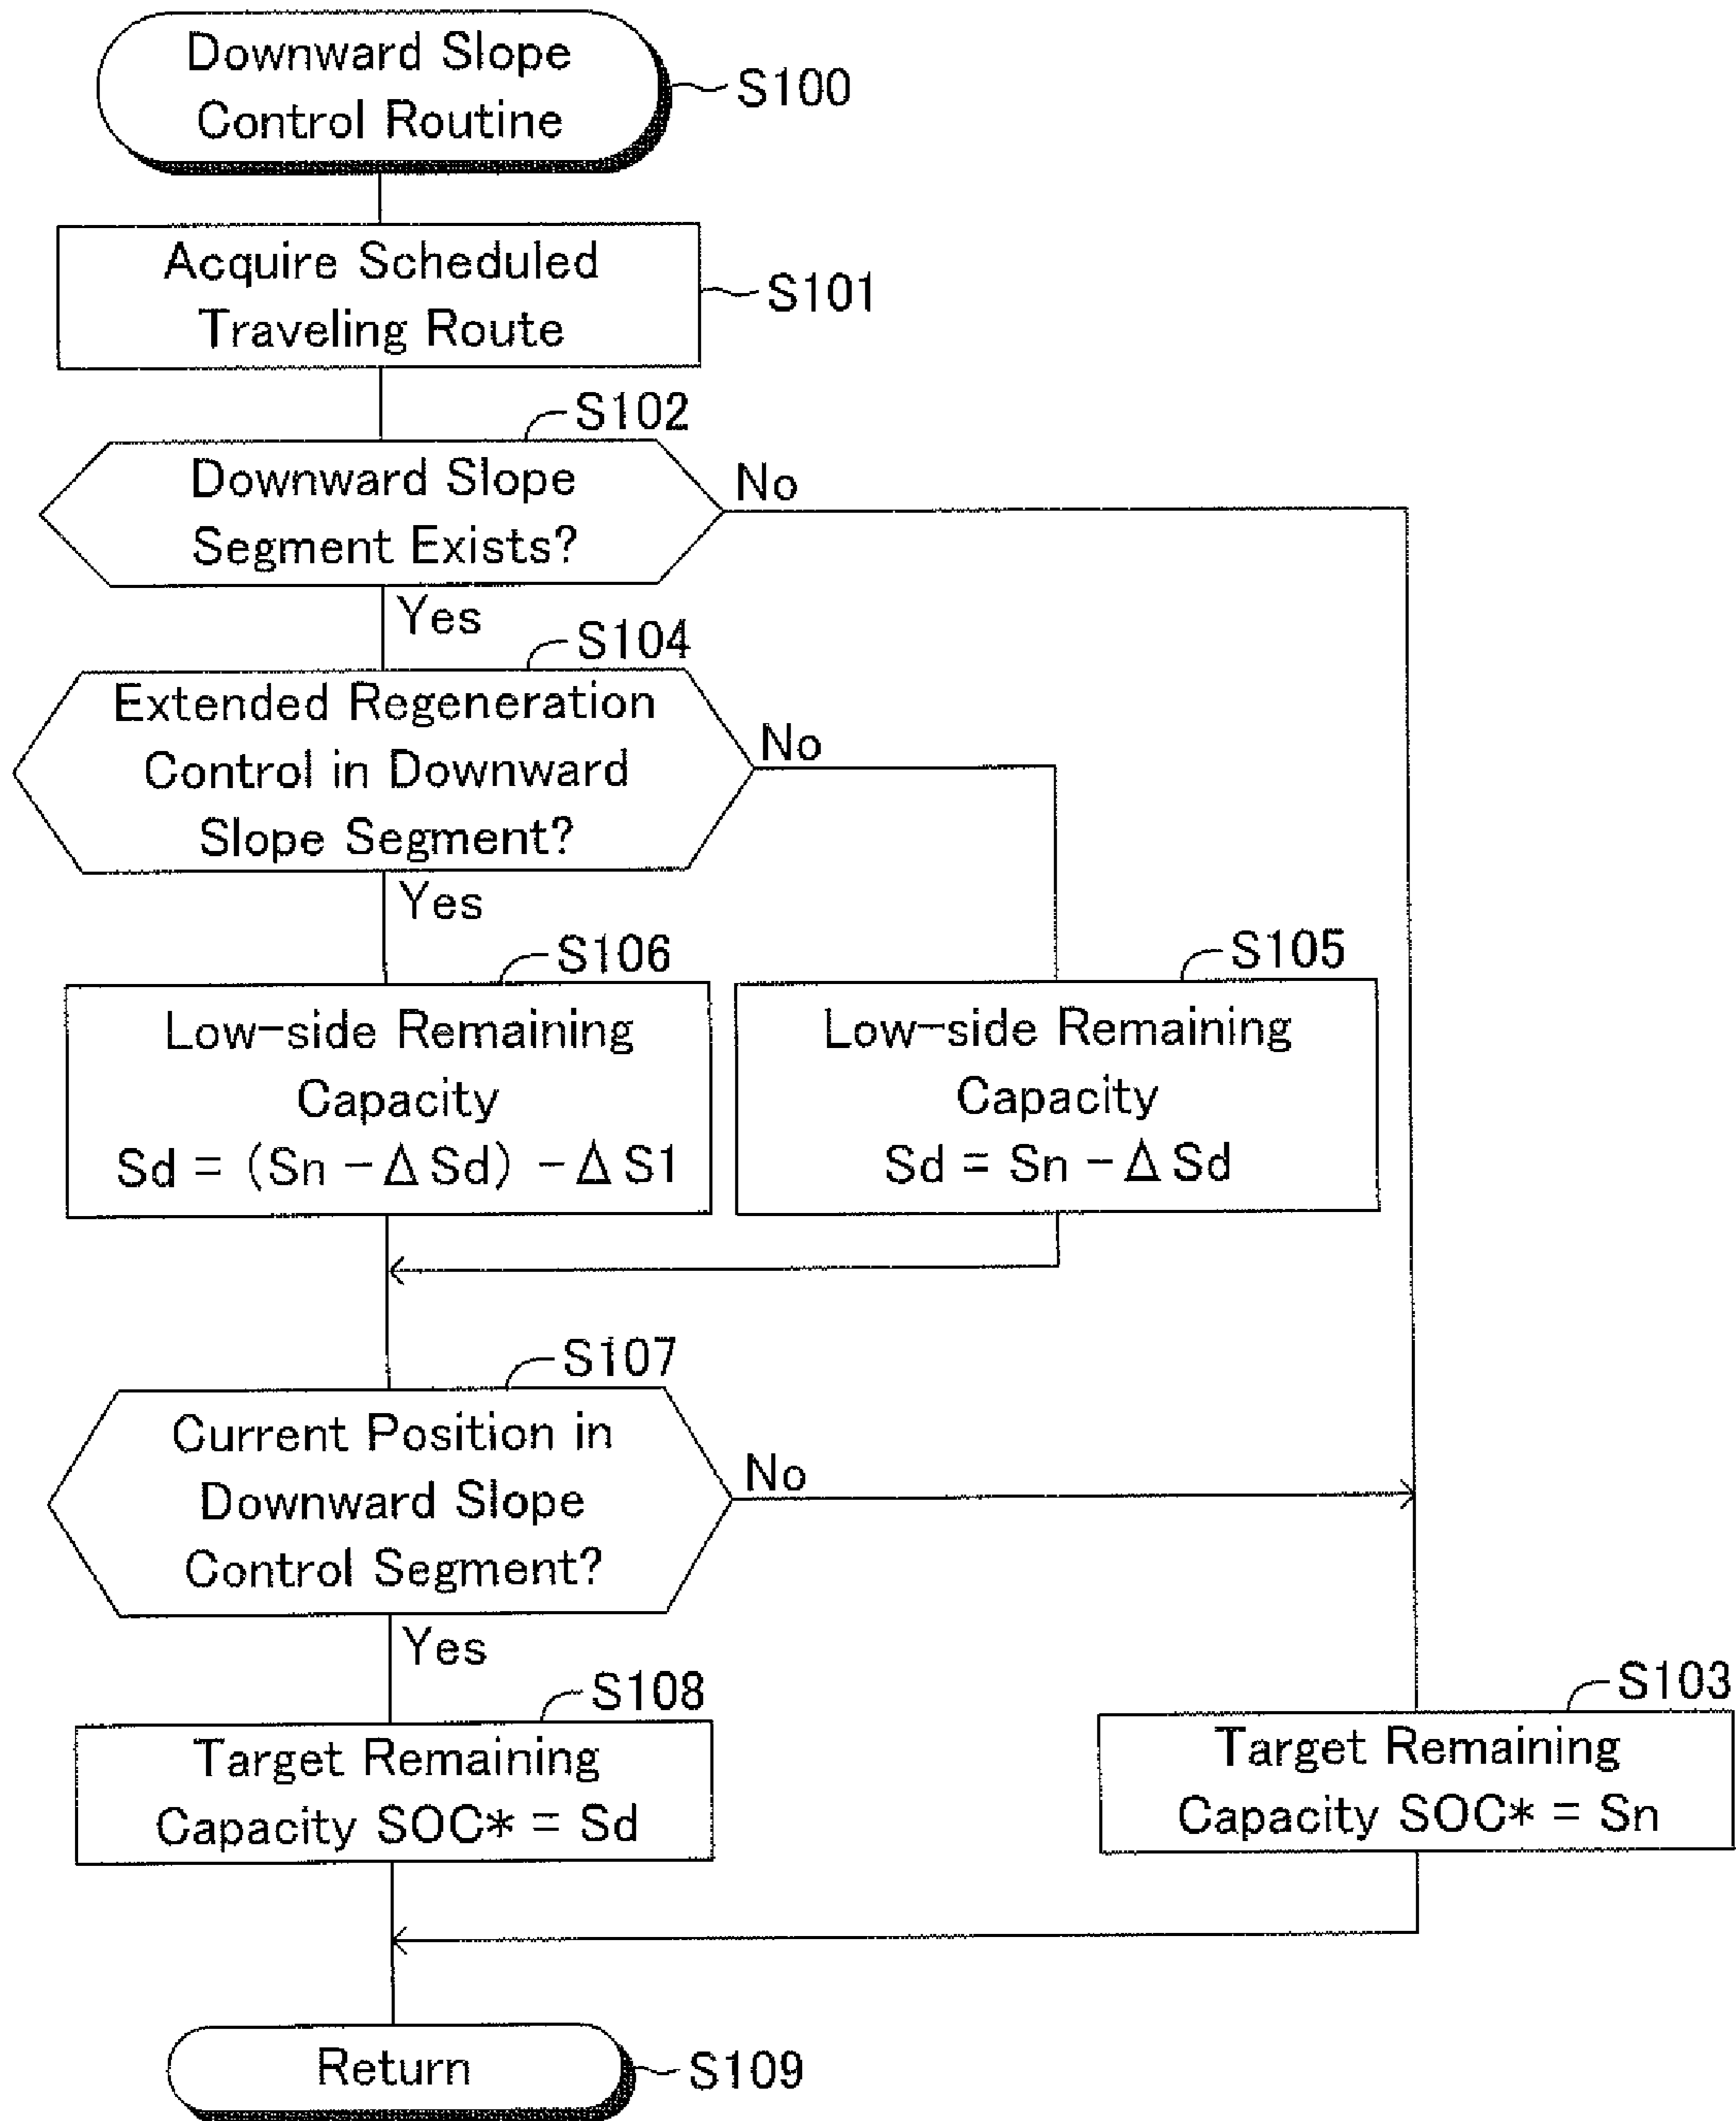 Downward Slope
Control Routine
S100
Acquire Scheduled
Traveling Route
S101
S102
Downward Slope
Segment Exists?
No
Yes
S104
Extended Regeneration
Control in Downward
Slope Segment?
No
Yes
S106
Low-side Remaining
Capacity
Sd = (Sn - Δ Sd) - Δ S1
S105
Low-side Remaining
Capacity
Sd = Sn - Δ Sd
S107
Current Position in
Downward Slope
Control Segment?
No
Yes
S108
Target Remaining
Capacity SOC* = Sd
S103
Target Remaining
Capacity SOC* = Sn
Return
S109